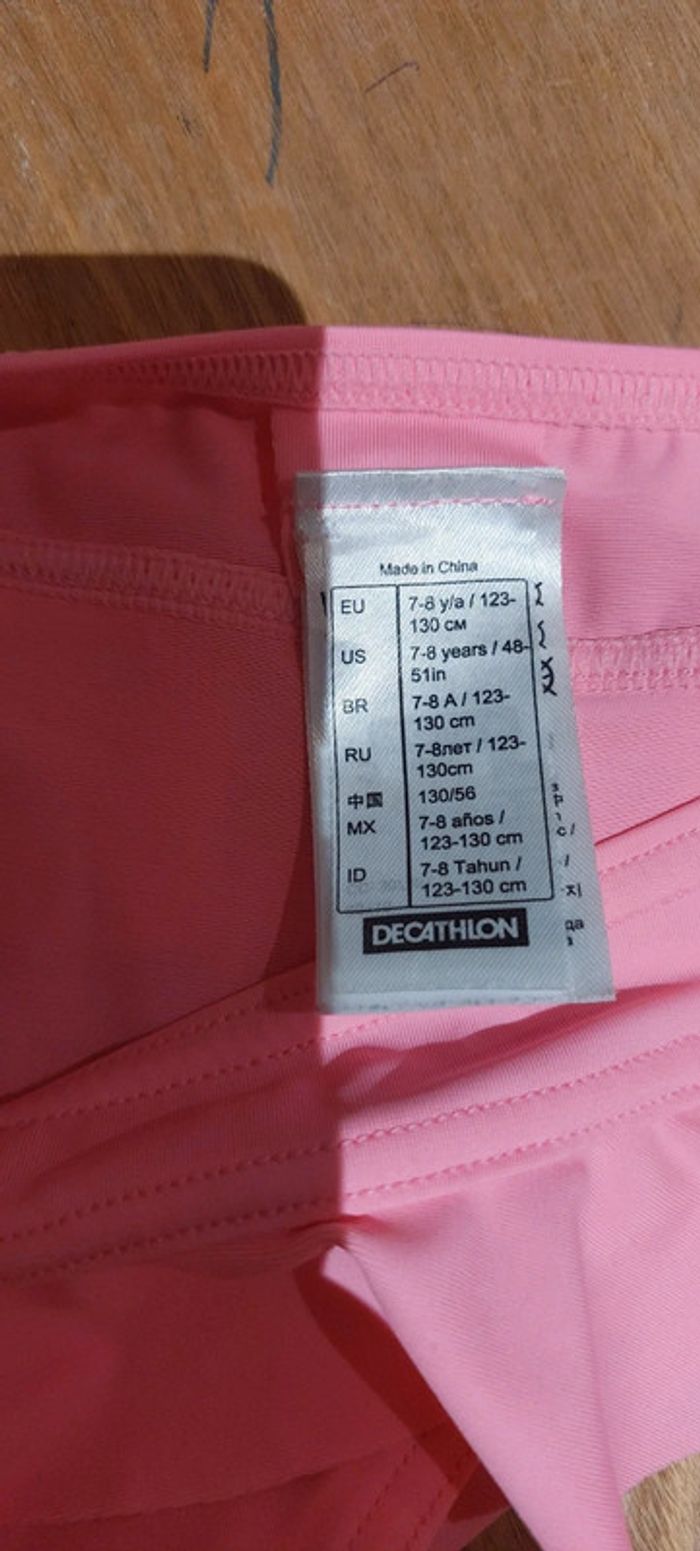 Made in China
EU 7-8 y/a / 123-
130 см
US 7-8 years / 48-
51in
BR 7-8 A / 123-
130 cm
RU 7-8лет / 123-
130cm
中国 130/56
MX 7-8 años /
123-130 cm
ID 7-8 Tahun /
123-130 cm
DECATHLON